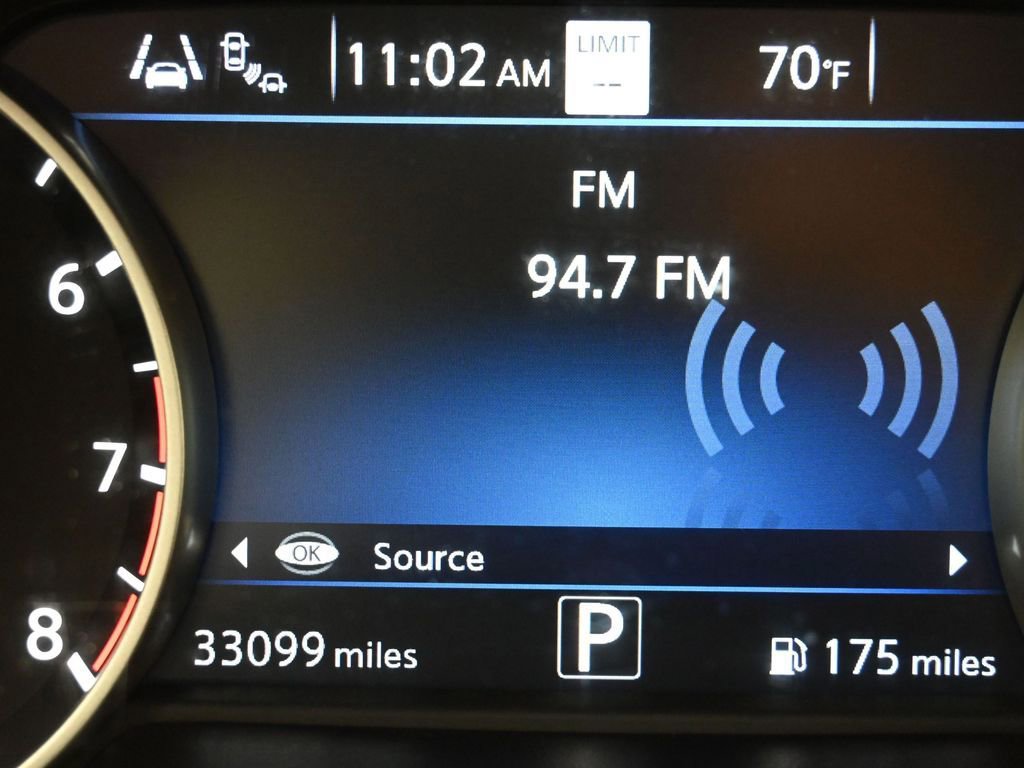 11:02 AM
LIMIT
--
70°F
FM
94.7 FM
6
7
8
OK Source
33099 miles
P
175 miles